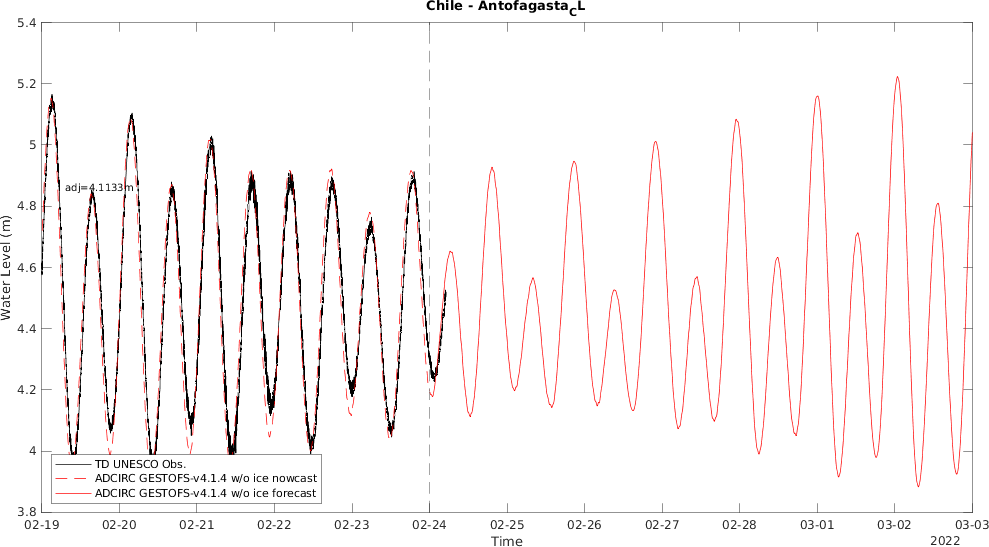 Chile - Antofagasta_CL
5.4
5.2
5
4.8
4.6
4.4
4.2
4
3.8
Water Level (m)
adj=4.1133m
TD UNESCO Obs.
ADCIRC GESTOFS-v4.1.4 w/o ice nowcast
ADCIRC GESTOFS-v4.1.4 w/o ice forecast
02-19 02-20 02-21 02-22 02-23 02-24 02-25 02-26 02-27 02-28 03-01 03-02 03-03
Time
2022